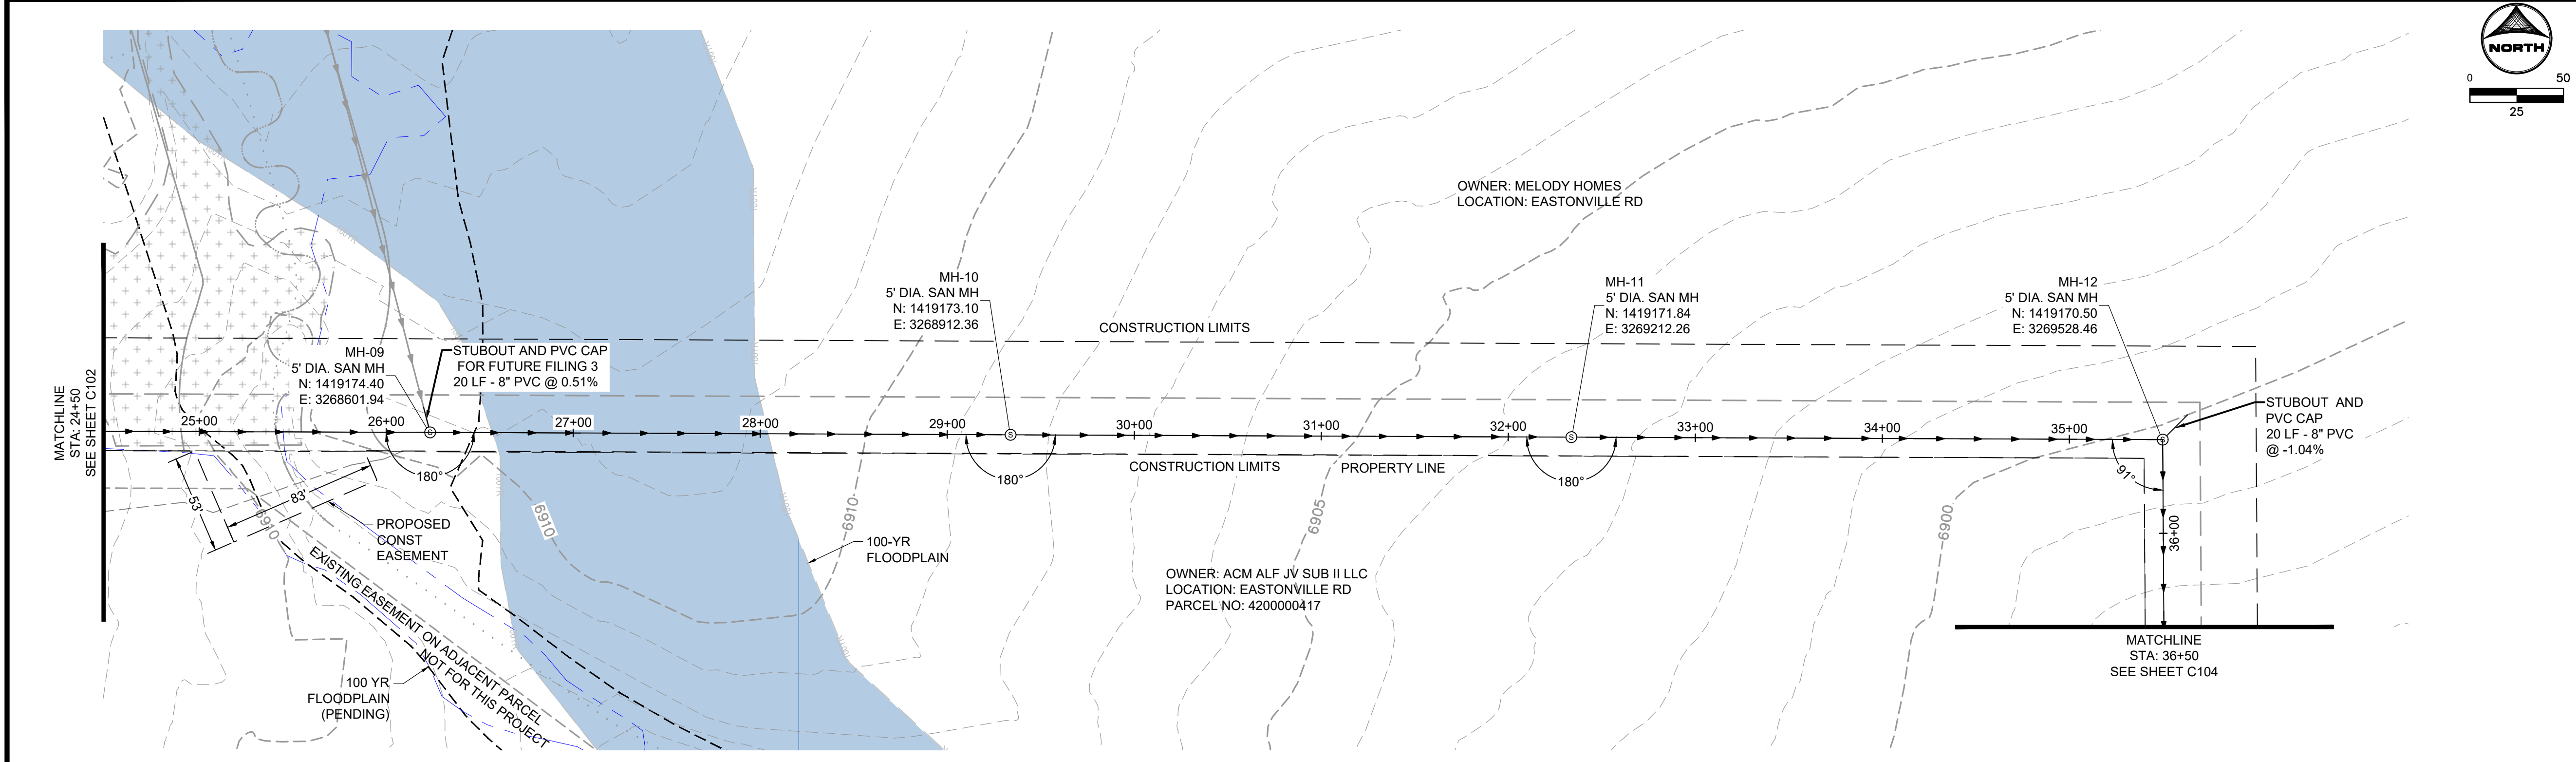 NORTH
0
50
25
OWNER: MELODY HOMES
LOCATION: EASTONVILLE RD
MH-09
5' DIA. SAN MH
N: 1419174.40
E: 3268601.94
STUBOUT AND PVC CAP
FOR FUTURE FILING 3
20 LF - 8" PVC @ 0.51%
MH-10
5' DIA. SAN MH
N: 1419173.10
E: 3268912.36
CONSTRUCTION LIMITS
MH-11
5' DIA. SAN MH
N: 1419171.84
E: 3269212.26
MH-12
5' DIA. SAN MH
N: 1419170.50
E: 3269528.46
STUBOUT AND
PVC CAP
20 LF - 8" PVC
@ -1.04%
MATCHLINE
STA: 24+50
SEE SHEET C102
25+00
26+00
27+00
28+00
29+00
30+00
31+00
32+00
33+00
34+00
35+00
36+00
S
S
S
S
180°
180°
180°
91°
CONSTRUCTION LIMITS
PROPERTY LINE
53'
83'
6910
6910
6910
6905
6900
PROPOSED
CONST
EASEMENT
100-YR
FLOODPLAIN
EXISTING EASEMENT ON ADJACENT PARCEL
NOT FOR THIS PROJECT
100 YR
FLOODPLAIN
(PENDING)
OWNER: ACM ALF JV SUB II LLC
LOCATION: EASTONVILLE RD
PARCEL NO: 4200000417
MATCHLINE
STA: 36+50
SEE SHEET C104